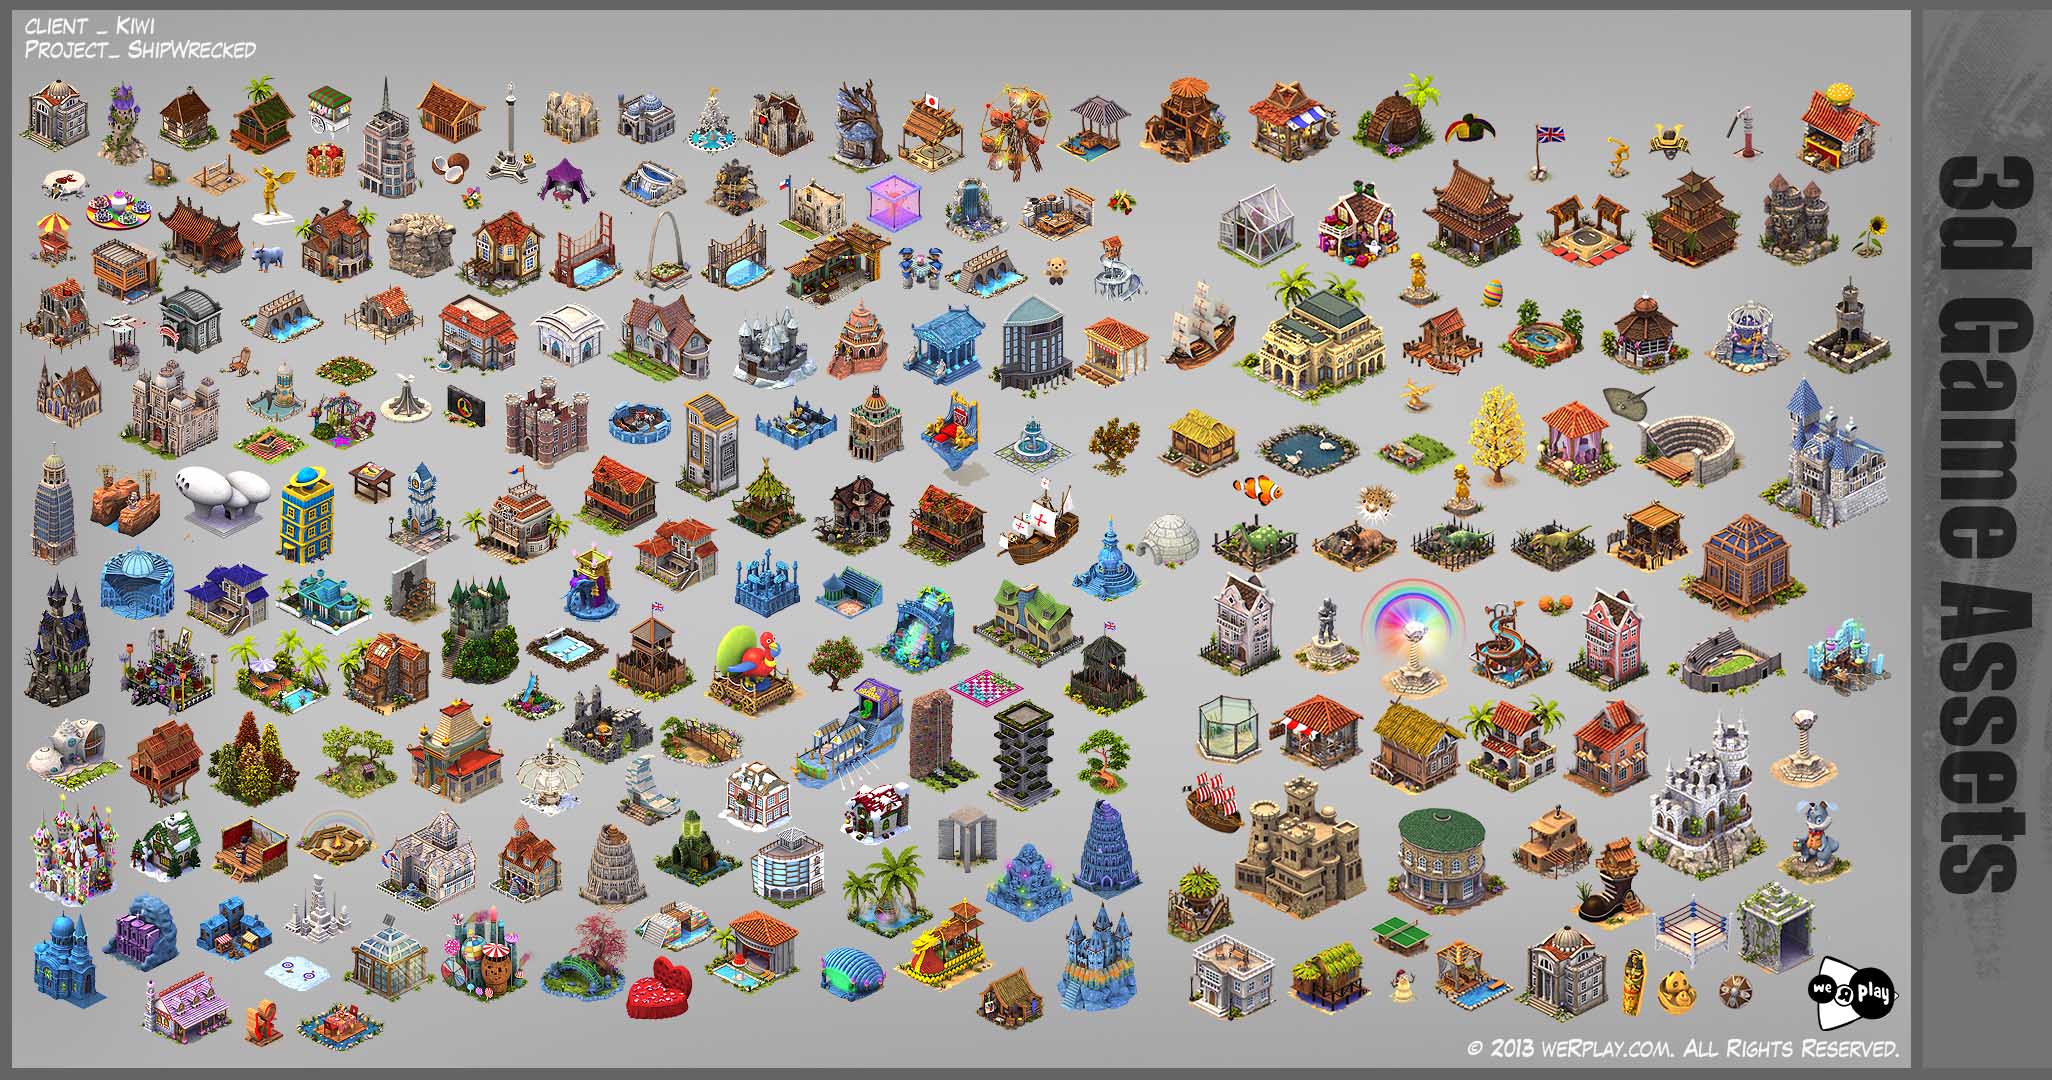 CLIENT _ KIWI
PROJECT_ SHIPWRECKED
3d Game Assets
we R play
© 2013 WERPLAY.COM. ALL RIGHTS RESERVED.